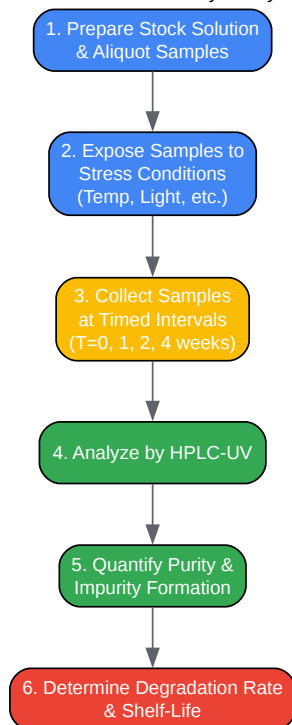 1. Prepare Stock Solution
& Aliquot Samples
2. Expose Samples to
Stress Conditions
(Temp, Light, etc.)
3. Collect Samples
at Timed Intervals
(T=0, 1, 2, 4 weeks)
4. Analyze by HPLC-UV
5. Quantify Purity &
Impurity Formation
6. Determine Degradation Rate
& Shelf-Life